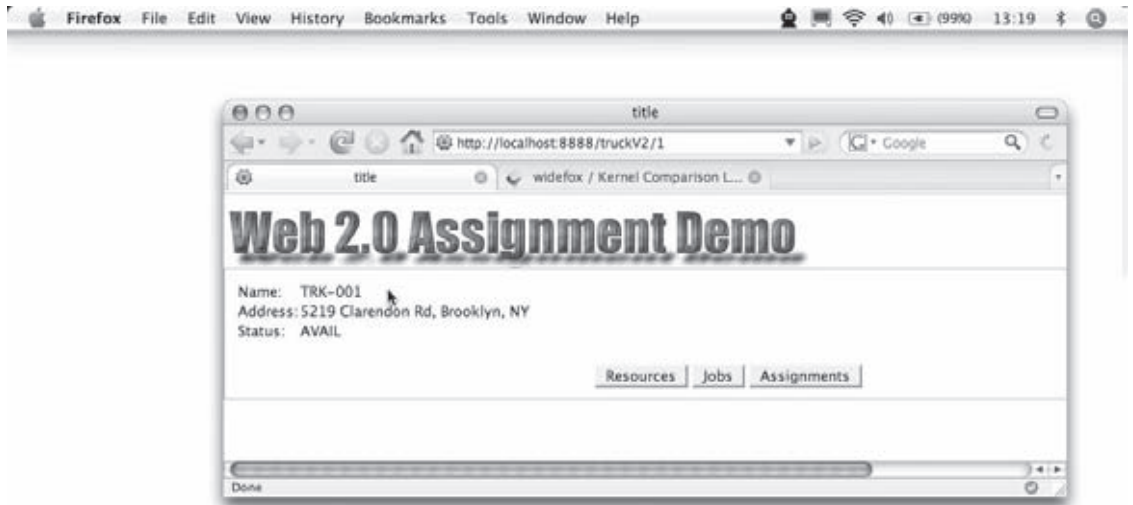 Firefox File Edit View History Bookmarks Tools Window Help (99%) 13:19
title
http://localhost:8888/truckV2/1 Google
title widefox / Kernel Comparison L...
Web 2.0 Assignment Demo
Name: TRK-001
Address: 5219 Clarendon Rd, Brooklyn, NY
Status: AVAIL
Resources Jobs Assignments
Done